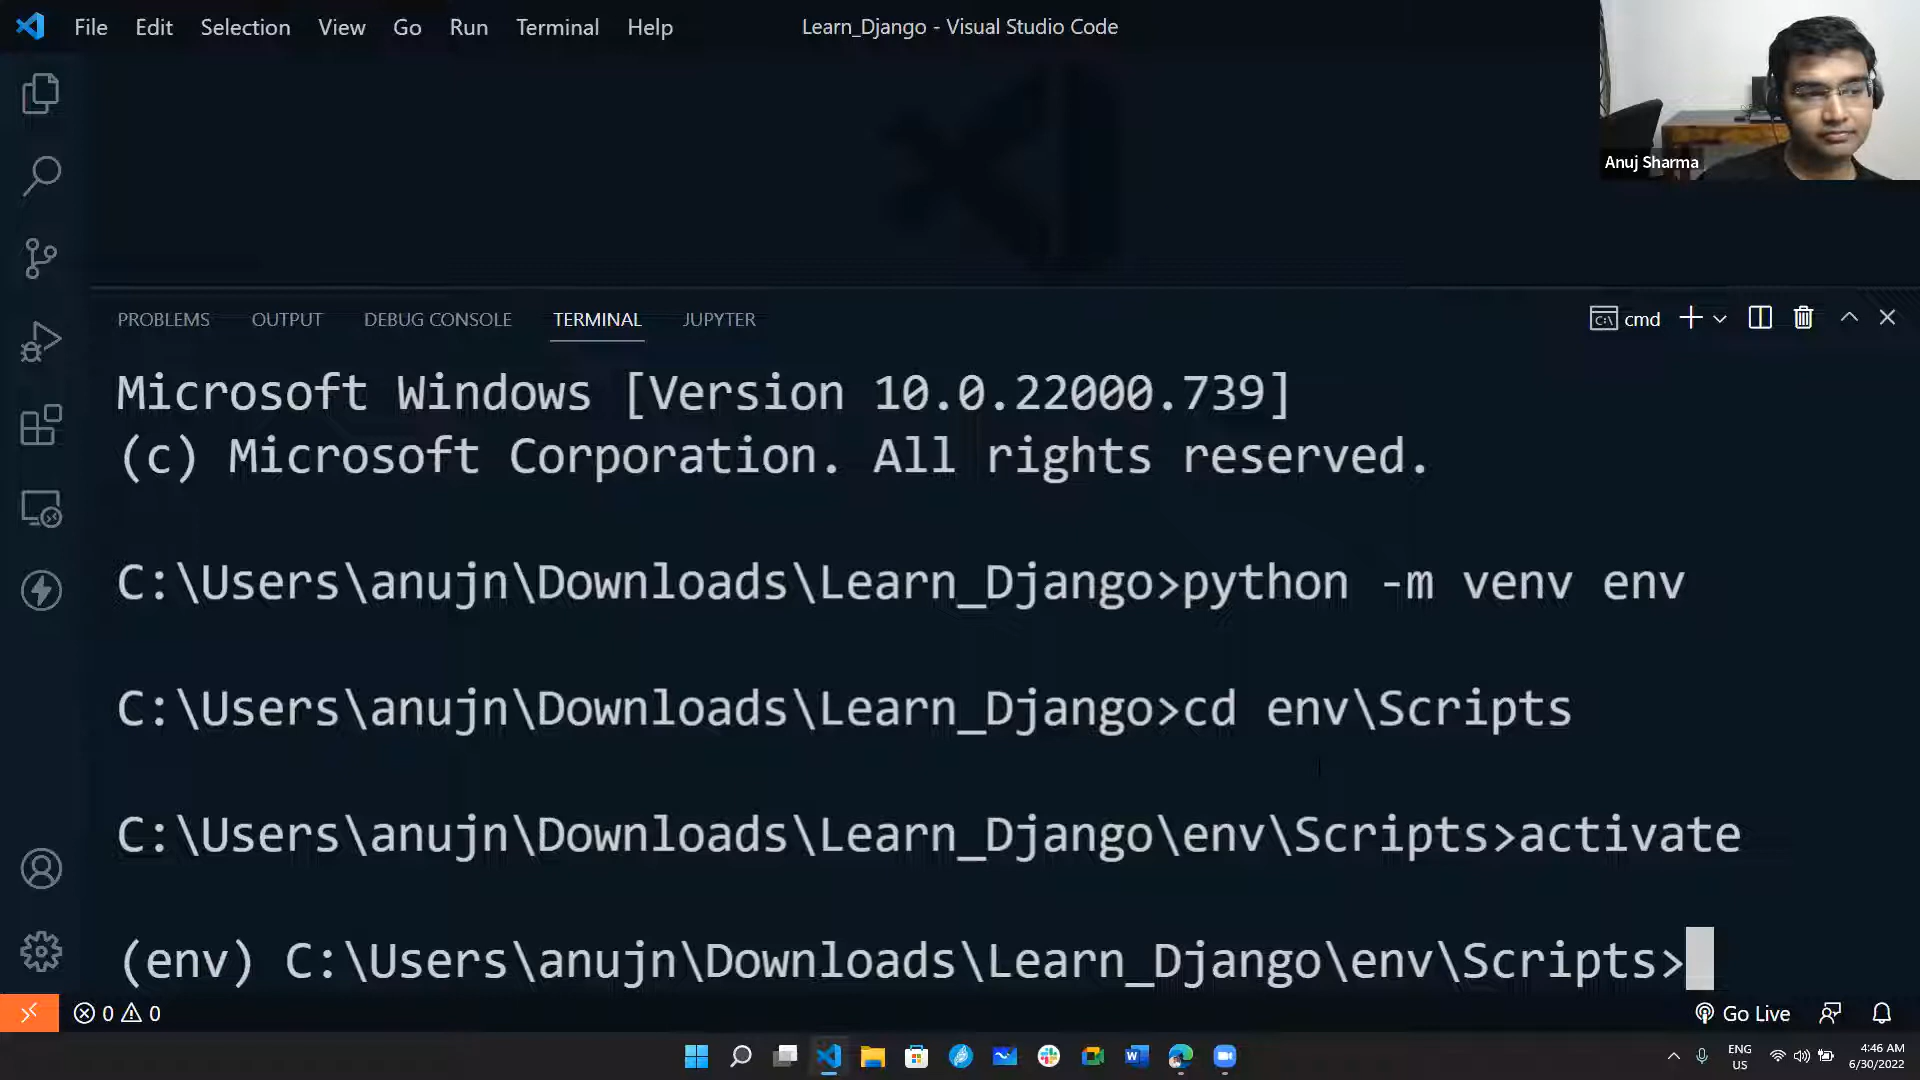 File Edit Selection View Go Run Terminal Help
Learn_Django - Visual Studio Code
Anuj Sharma
PROBLEMS OUTPUT DEBUG CONSOLE TERMINAL JUPYTER
cmd
Microsoft Windows [Version 10.0.22000.739]
(c) Microsoft Corporation. All rights reserved.
C:\Users\anujn\Downloads\Learn_Django>python -m venv env
C:\Users\anujn\Downloads\Learn_Django>cd env\Scripts
C:\Users\anujn\Downloads\Learn_Django\env\Scripts>activate
(env) C:\Users\anujn\Downloads\Learn_Django\env\Scripts>
0 0
Go Live
ENG
US
4:46 AM
6/30/2022